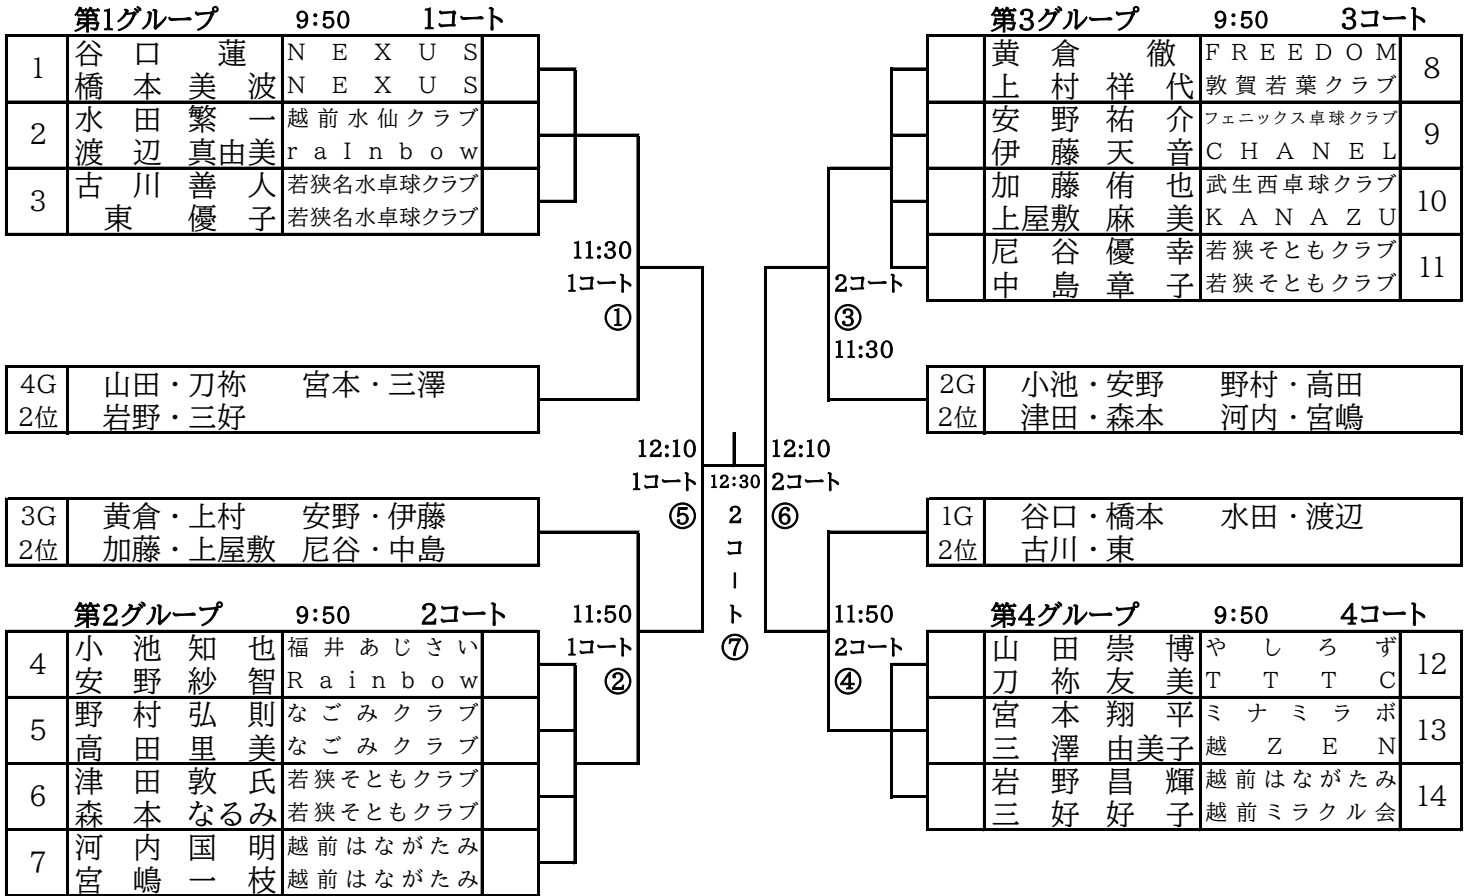 第1グループ 9:50 1コート
1 谷口蓮 NEXUS
橋本美波 NEXUS
2 水田繁一 越前水仙クラブ
渡辺真由美 raInbow
3 古川善人 若狭名水卓球クラブ
東優子 若狭名水卓球クラブ
11:30
1コート
①
4G 山田・刀祢 宮本・三澤
2位 岩野・三好
12:10
1コート
⑤
3G 黄倉・上村 安野・伊藤
2位 加藤・上屋敷 尼谷・中島
第2グループ 9:50 2コート
4 小池知也 福井あじさい
安野紗智 Rainbow
5 野村弘則 なごみクラブ
高田里美 なごみクラブ
6 津田敦氏 若狭そともクラブ
森本なるみ 若狭そともクラブ
7 河内国明 越前はながたみ
宮嶋一枝 越前はながたみ
11:50
1コート
②
12:30
2コート
⑦
第3グループ 9:50 3コート
黄倉徹 FREEDOM 8
上村祥代 敦賀若葉クラブ
安野祐介 フェニックス卓球クラブ 9
伊藤天音 CHANEL
加藤侑也 武生西卓球クラブ 10
上屋敷麻美 KANAZU
尼谷優幸 若狭そともクラブ 11
中島章子 若狭そともクラブ
2コート
③
11:30
2G 小池・安野 野村・高田
2位 津田・森本 河内・宮嶋
12:10
2コート
⑥
1G 谷口・橋本 水田・渡辺
2位 古川・東
第4グループ 9:50 4コート
11:50
2コート
④
山田崇博 やしろず 12
刀祢友美 TTTC
宮本翔平 ミナミラボ 13
三澤由美子 越ZEN
岩野昌輝 越前はながたみ 14
三好好子 越前ミラクル会